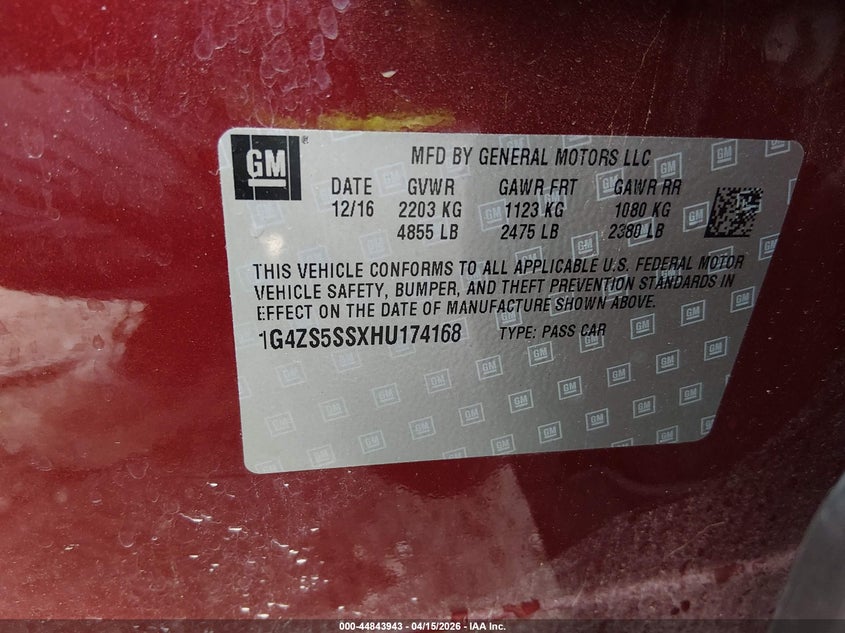 GM ® MFD BY GENERAL MOTORS LLC
DATE GVWR GAWR FRT GAWR RR
12/16 2203 KG 1123 KG 1080 KG
4855 LB 2475 LB 2380 LB
THIS VEHICLE CONFORMS TO ALL APPLICABLE U.S. FEDERAL MOTOR
VEHICLE SAFETY, BUMPER, AND THEFT PREVENTION STANDARDS IN
EFFECT ON THE DATE OF MANUFACTURE SHOWN ABOVE.
1G4ZS5SSXHU174168 TYPE: PASS CAR
000-44843943 - 04/15/2026 - IAA Inc.